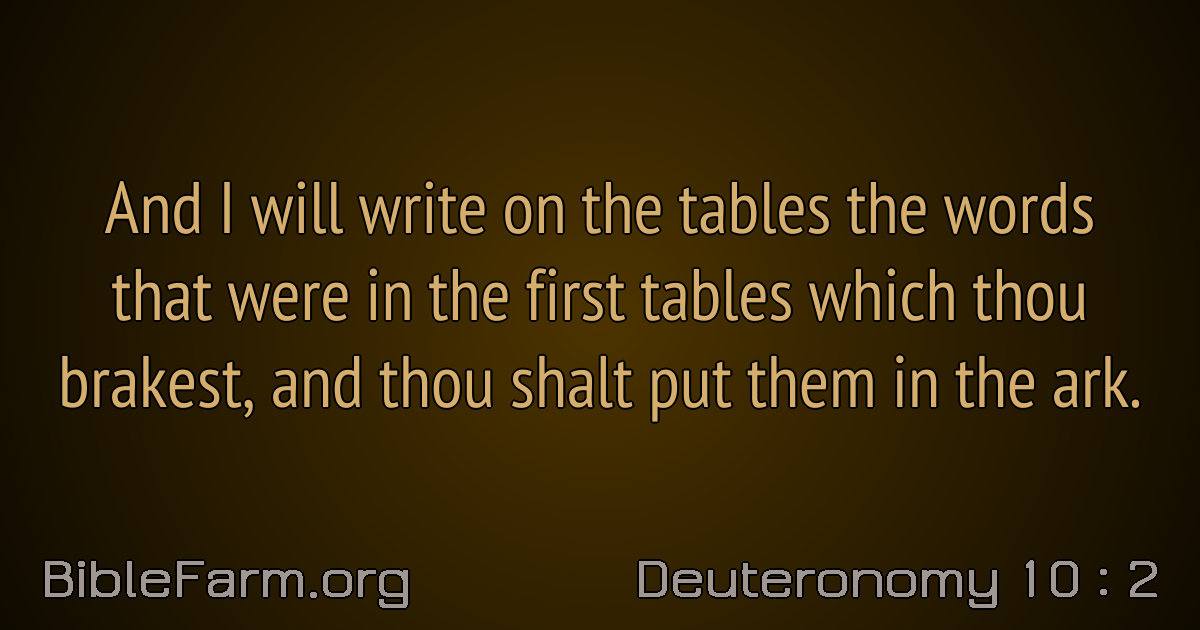 And I will write on the tables the words
that were in the first tables which thou
brakest, and thou shalt put them in the ark.
BibleFarm.org
Deuteronomy 10 : 2